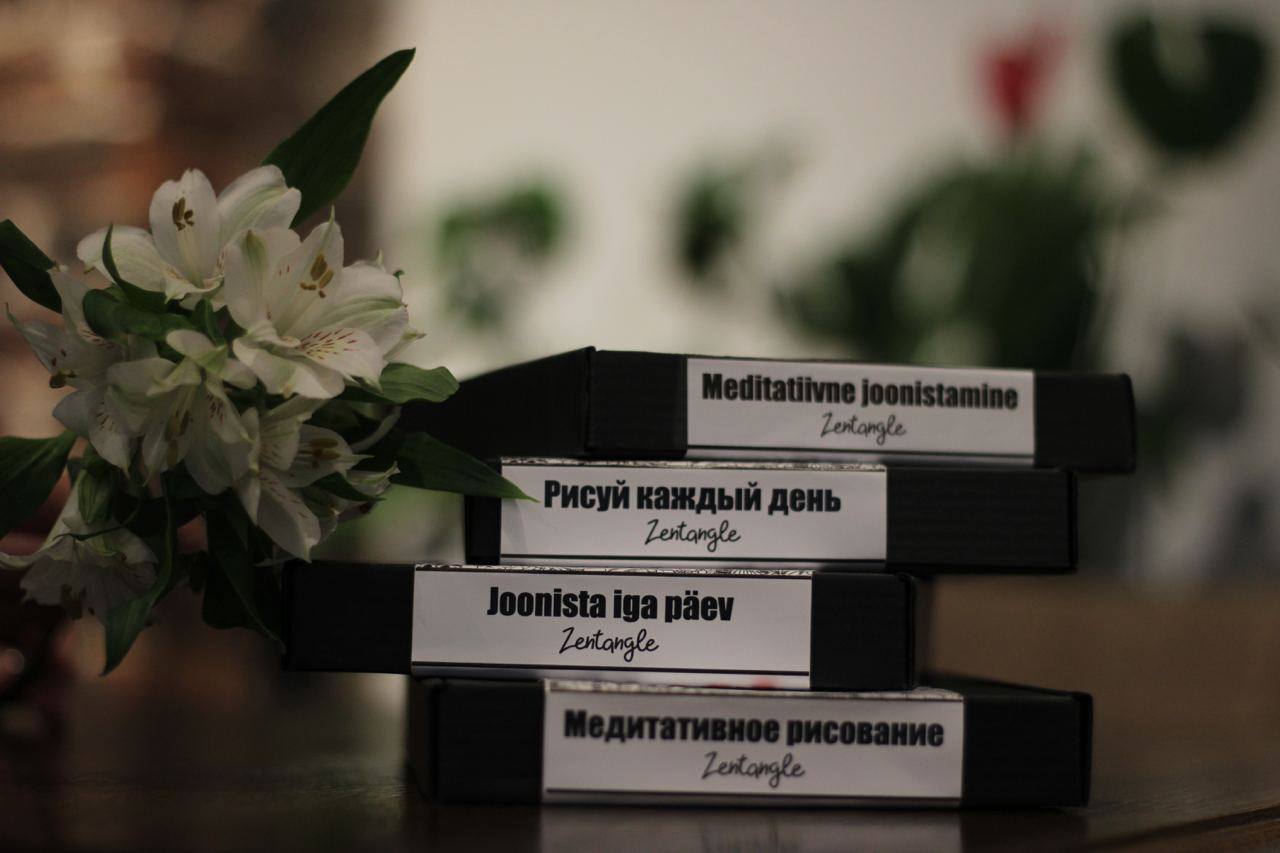 Meditatiivne joonistamine
Zentangle
Рисуй каждый день
Zentangle
Joonista iga päev
Zentangle
Медитативное рисование
Zentangle